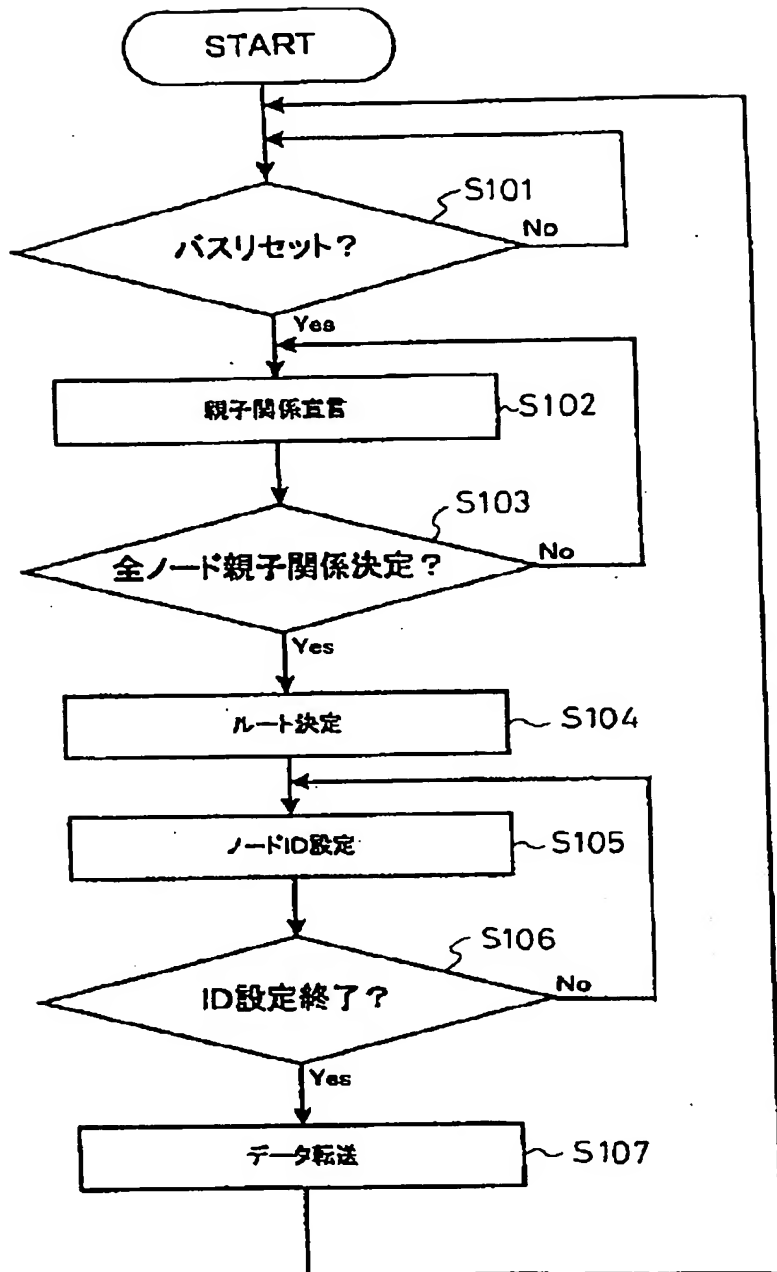 START
S101
バスリセット？
No
Yes
親子関係宣言
S102
S103
全ノード親子関係決定？
No
Yes
ルート決定
S104
ノードID設定
S105
S106
ID設定終了？
No
Yes
データ転送
S107